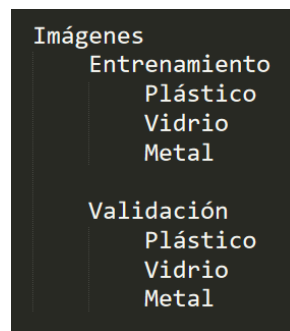 Imágenes
Entrenamiento
Plástico
Vidrio
Metal
Validación
Plástico
Vidrio
Metal